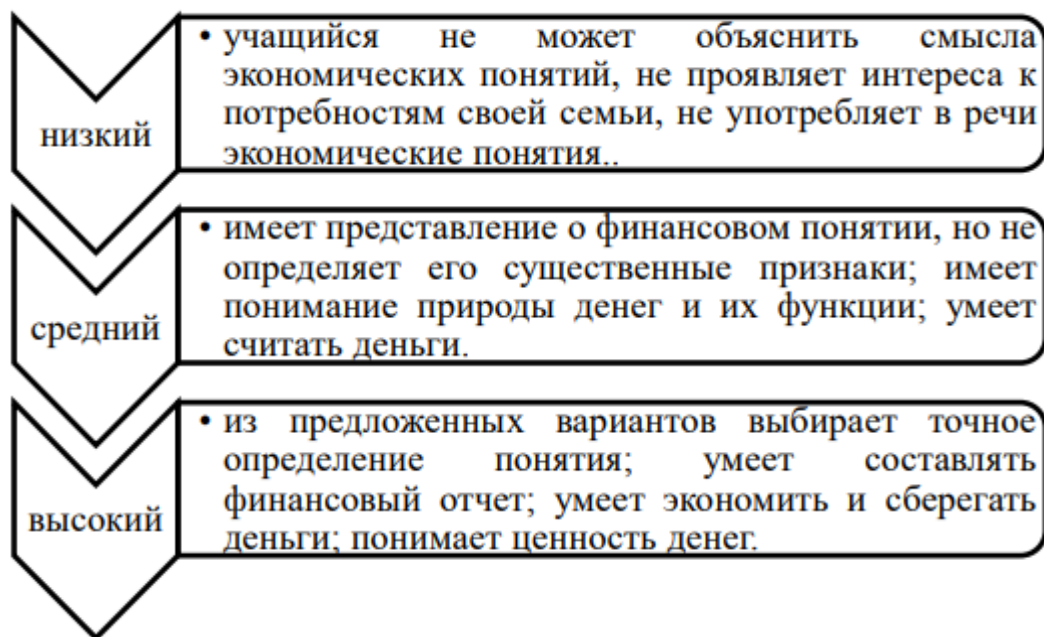 низкий
• учащийся не может объяснить смысла
экономических понятий, не проявляет интереса к
потребностям своей семьи, не употребляет в речи
экономические понятия..
средний
• имеет представление о финансовом понятии, но не
определяет его существенные признаки; имеет
понимание природы денег и их функции; умеет
считать деньги.
высокий
• из предложенных вариантов выбирает точное
определение понятия; умеет составлять
финансовый отчет; умеет экономить и сберегать
деньги; понимает ценность денег.